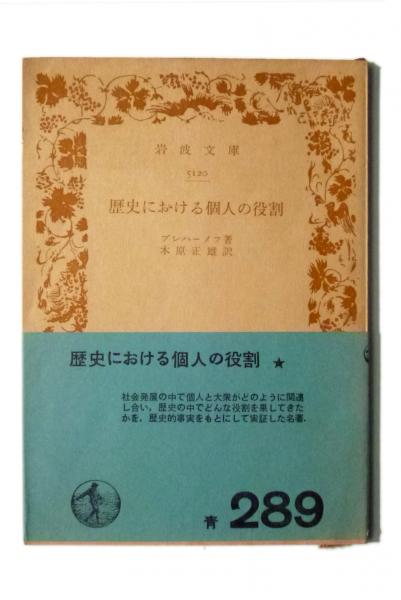 岩波文庫
5120
歴史における個人の役割
プレハーノフ著
木原正雄訳
歴史における個人の役割 ★
社会発展の中で個人と大衆がどのように関連
し合い，歴史の中でどんな役割を果してきた
かを，歴史的事実をもとにして実証した名著．
青 289